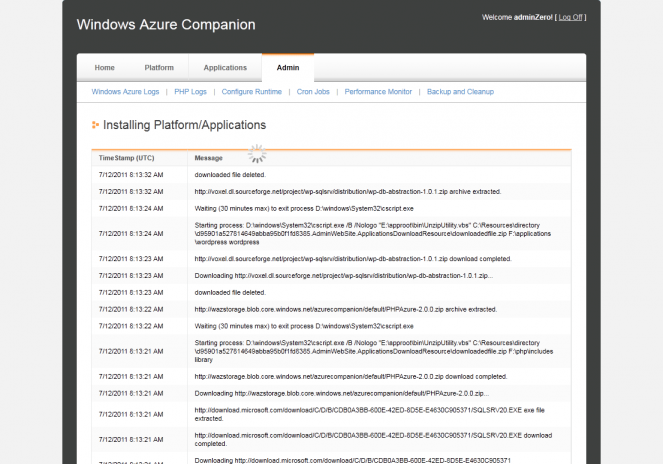 Windows Azure Companion
Welcome adminZero! [ Log Off ]
Home
Platform
Applications
Admin
Windows Azure Logs | PHP Logs | Configure Runtime | Cron Jobs | Performance Monitor | Backup and Cleanup
Installing Platform/Applications
TimeStamp (UTC) Message
7/12/2011 8:13:32 AM downloaded file deleted.
7/12/2011 8:13:32 AM http://voxel.dl.sourceforge.net/project/wp-sqlsrv/distribution/wp-db-abstraction-1.0.1.zip archive extracted.
7/12/2011 8:13:24 AM Waiting (30 minutes max) to exit process D:\windows\System32\cscript.exe
7/12/2011 8:13:24 AM Starting process: D:\windows\System32\cscript.exe /B /Nologo "E:\approot\bin\UnzipUtility.vbs" C:\Resources\directory
\d95901a527814649abba95b0f1fd8385.AdminWebSite.ApplicationsDownloadResource\downloadedfile.zip F:\applications
\wordpress wordpress
7/12/2011 8:13:23 AM http://voxel.dl.sourceforge.net/project/wp-sqlsrv/distribution/wp-db-abstraction-1.0.1.zip download completed.
7/12/2011 8:13:23 AM Downloading http://voxel.dl.sourceforge.net/project/wp-sqlsrv/distribution/wp-db-abstraction-1.0.1.zip...
7/12/2011 8:13:23 AM downloaded file deleted.
7/12/2011 8:13:22 AM http://wazstorage.blob.core.windows.net/azurecompanion/default/PHPAzure-2.0.0.zip archive extracted.
7/12/2011 8:13:22 AM Waiting (30 minutes max) to exit process D:\windows\System32\cscript.exe
7/12/2011 8:13:21 AM Starting process: D:\windows\System32\cscript.exe /B /Nologo "E:\approot\bin\UnzipUtility.vbs" C:\Resources\directory
\d95901a527814649abba95b0f1fd8385.AdminWebSite.ApplicationsDownloadResource\downloadedfile.zip F:\php\includes
library
7/12/2011 8:13:21 AM http://wazstorage.blob.core.windows.net/azurecompanion/default/PHPAzure-2.0.0.zip download completed.
7/12/2011 8:13:21 AM Downloading http://wazstorage.blob.core.windows.net/azurecompanion/default/PHPAzure-2.0.0.zip...
7/12/2011 8:13:21 AM http://download.microsoft.com/download/C/D/B/CDB0A3BB-600E-42ED-8D5E-E4630C905371/SQLSRV20.EXE exe file
extracted.
7/12/2011 8:13:21 AM http://download.microsoft.com/download/C/D/B/CDB0A3BB-600E-42ED-8D5E-E4630C905371/SQLSRV20.EXE download
completed.
7/12/2011 8:13:21 AM Downloading http://download.microsoft.com/download/C/D/B/CDB0A3BB-600E-42ED-8D5E-E4630C905371